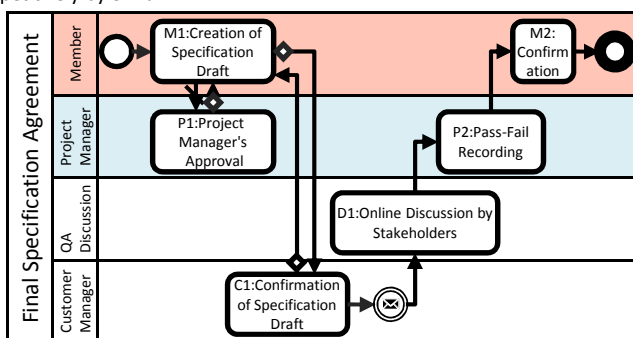 Final Specification Agreement
Member
M1:Creation of
Specification
Draft
M2:
Confirm
ation
Project
Manager
P1:Project
Manager's
Approval
P2:Pass-Fail
Recording
QA
Discussion
D1:Online Discussion by
Stakeholders
Customer
Manager
C1:Confirmation
of Specification
Draft